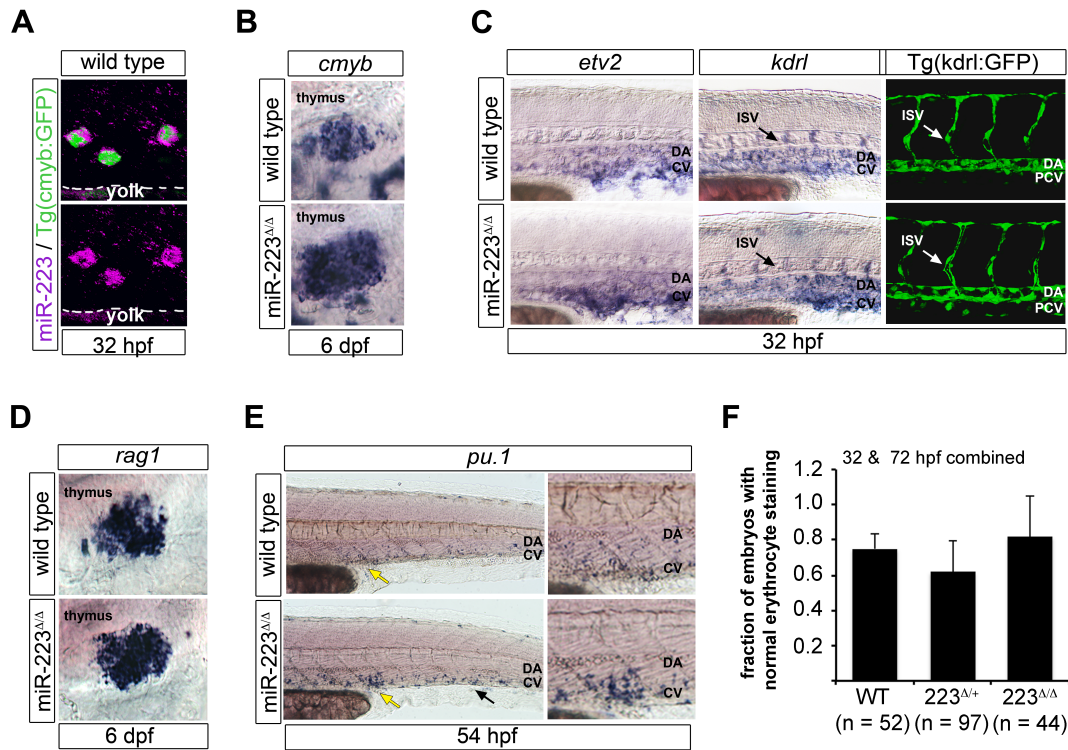 A
wild type
miR-223 / Tg(cmyb:GFP)
yolk
yolk
32 hpf
B
cmyb
wild type
thymus
miR-223Δ/Δ
thymus
6 dpf
C
etv2
kdrl
Tg(kdrl:GFP)
wild type
DA
CV
ISV
DA
CV
ISV
DA
PCV
miR-223Δ/Δ
DA
CV
ISV
DA
CV
ISV
DA
PCV
32 hpf
D
rag1
wild type
thymus
miR-223Δ/Δ
thymus
6 dpf
E
pu.1
wild type
DA
CV
DA
CV
miR-223Δ/Δ
DA
CV
DA
CV
54 hpf
F
32 & 72 hpf combined
fraction of embryos with
normal erythrocyte staining
1.2
1.0
0.8
0.6
0.4
0.2
WT
223Δ/+
223Δ/Δ
(n = 52)
(n = 97)
(n = 44)